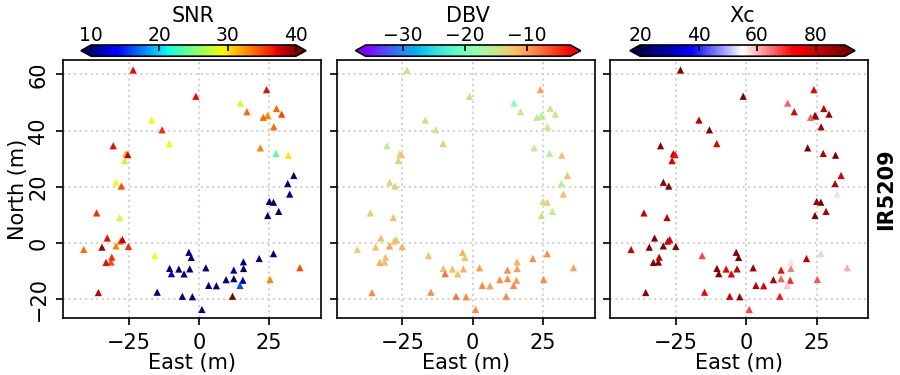 SNR DBV Xc
10 20 30 40 −30 −20 −10 20 40 60 80
60
40
20
0
−20
North (m)
−25 0 25 −25 0 25 −25 0 25
East (m) East (m) East (m)
IR5209